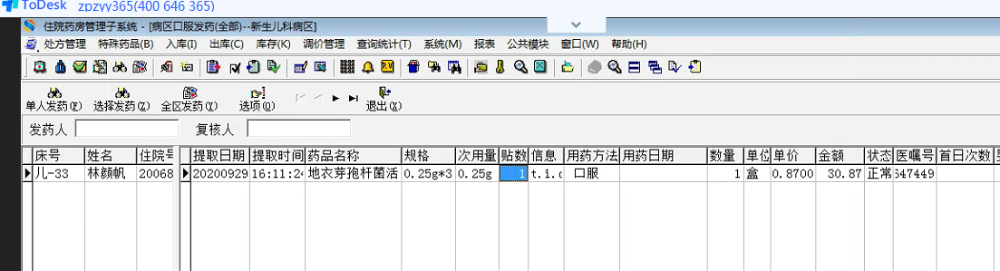 ToDesk zpzyy365(400 646 365)
住院药房管理子系统 - [病区口服发药(全部)--新生儿科病区]
处方管理 特殊药品(B) 入库(I) 出库(C) 库存(K) 调价管理 查询统计(T) 系统(M) 报表 公共模块 窗口(W) 帮助(H)
单人发药(F) 选择发药(Z) 全区发药(Y) 选项(O) 退出(X)
发药人 复核人
床号 姓名 住院号 提取日期 提取时间 药品名称 规格 次用量 贴数 信息 用药方法 用药日期 数量 单位 单价 金额 状态 医嘱号 首日次数
儿-33 林颜帆 20068 20200929 16:11:24 地衣芽孢杆菌活 0.25g*3 0.25g 1 t.i.d 口服 1 盒 0.8700 30.87 正常 547449